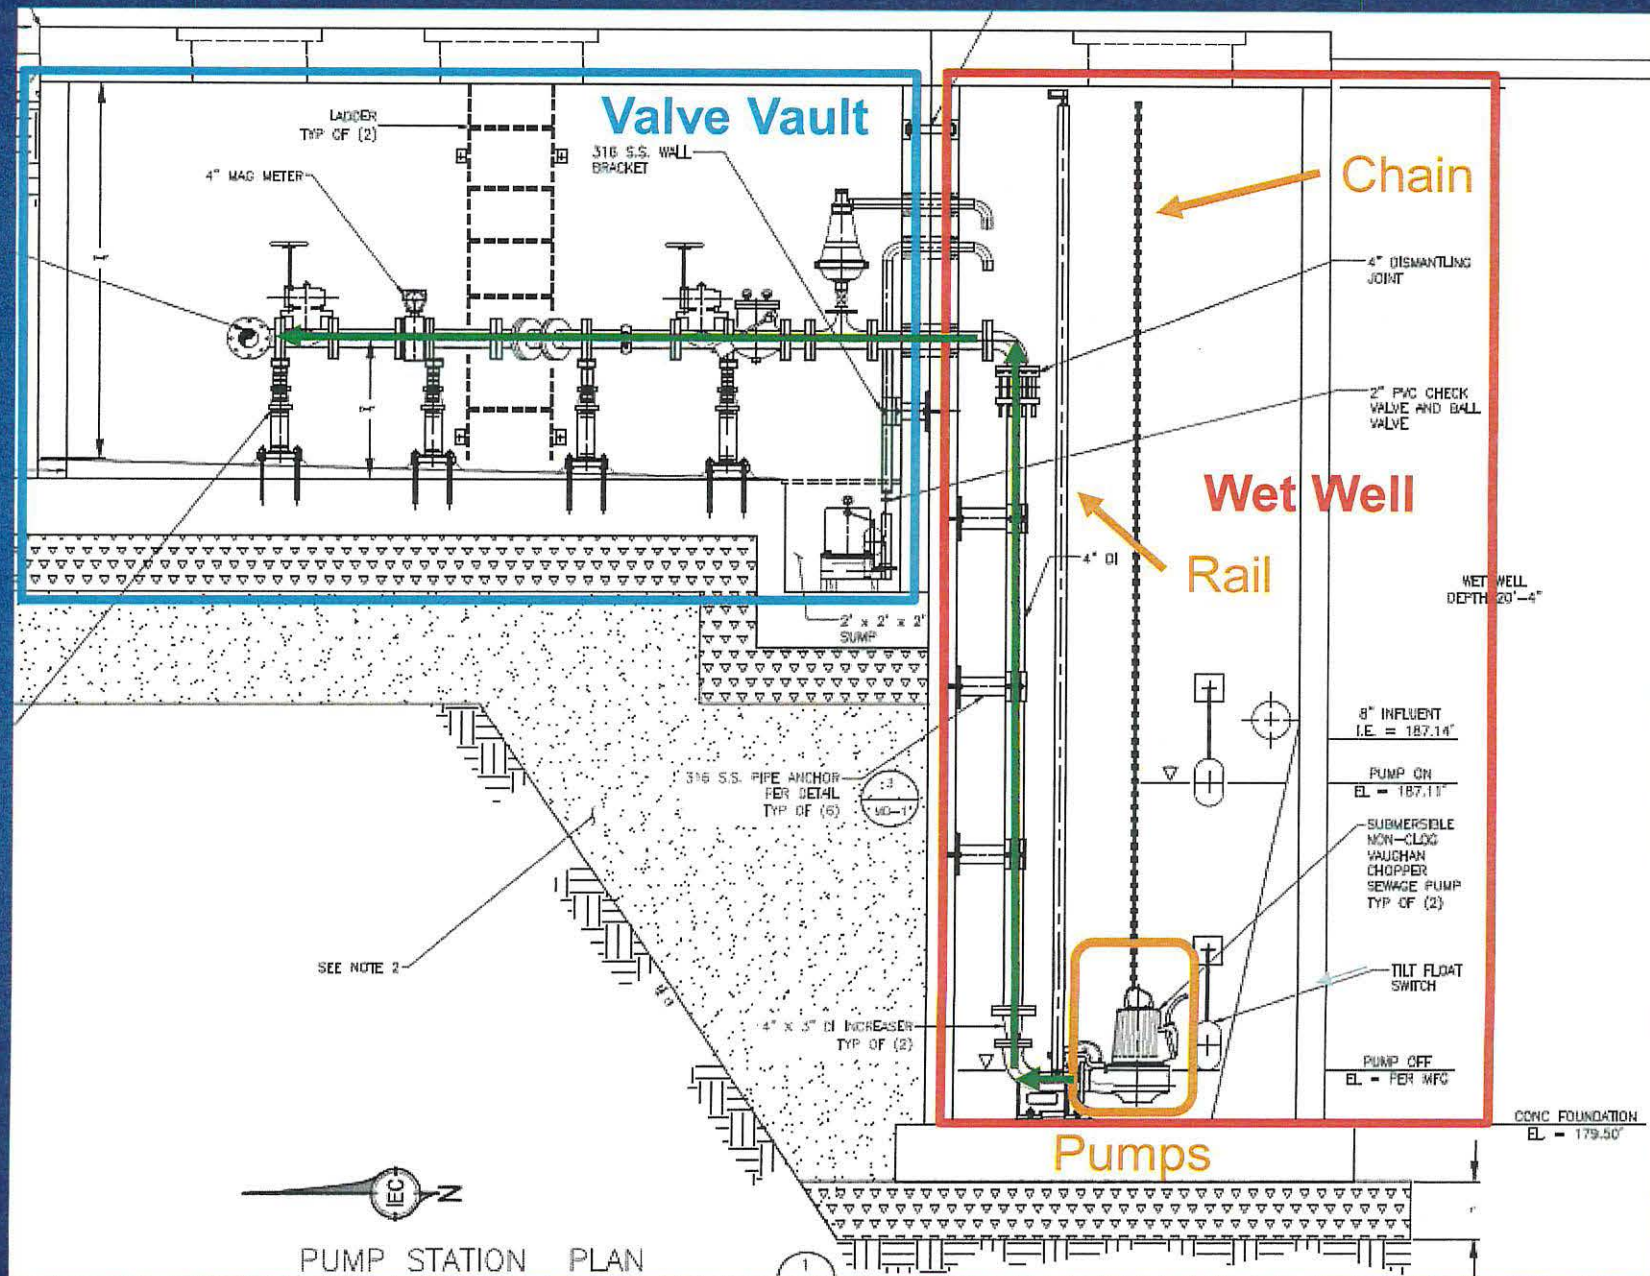 Valve Vault
LADDER
TYP OF (2)
316 S.S. WALL
BRACKET
4" MAG METER
Chain
4" DISMANTLING
JOINT
2" PVC CHECK
VALVE AND BALL
VALVE
Wet Well
4" DI
Rail
WET WELL
DEPTH 20'-4"
2' x 2' x 2'
SUMP
8" INFLUENT
I.E. = 187.14'
316 S.S. PIPE ANCHOR
PER DETAIL
TYP OF (6)
3
MD-1
PUMP ON
EL = 187.11'
SUBMERSIBLE
NON-CLOG
VAUGHAN
CHOPPER
SEWAGE PUMP
TYP OF (2)
SEE NOTE 2
TILT FLOAT
SWITCH
4" X 3" DI INCREASER
TYP OF (2)
PUMP OFF
EL = PER MFG
CONC FOUNDATION
EL = 179.50'
Pumps
IEC
N
PUMP STATION PLAN
1